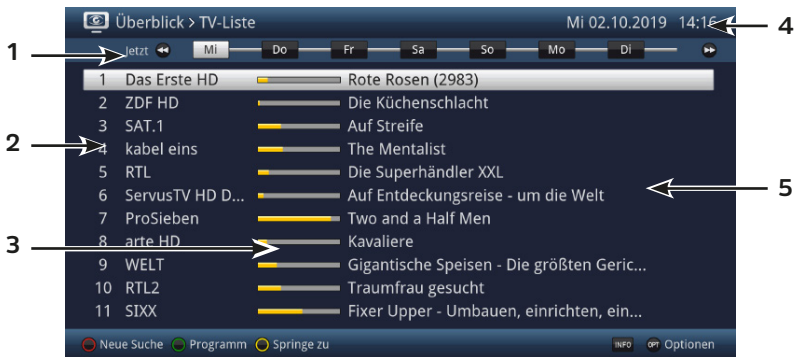 Überblick > TV-Liste Mi 02.10.2019 14:16
4
1
Jetzt Mi Do Fr Sa So Mo Di
1 Das Erste HD Rote Rosen (2983)
2 ZDF HD Die Küchenschlacht
3 SAT.1 Auf Streife
2
4 kabel eins The Mentalist
5 RTL Die Superhändler XXL
6 ServusTV HD D... Auf Entdeckungsreise - um die Welt
5
7 ProSieben Two and a Half Men
3
8 arte HD Kavaliere
9 WELT Gigantische Speisen - Die größten Geric...
10 RTL2 Traumfrau gesucht
11 SIXX Fixer Upper - Umbauen, einrichten, ein...
Neue Suche Programm Springe zu INFO OPT Optionen